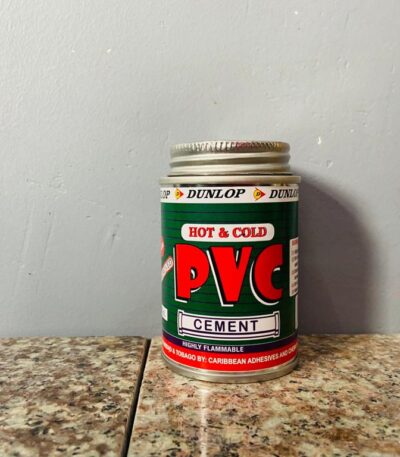 DUNLOP DUNLOP
HOT & COLD
PVC
CEMENT
HIGHLY FLAMMABLE
& TOBAGO BY: CARIBBEAN ADHESIVES AND